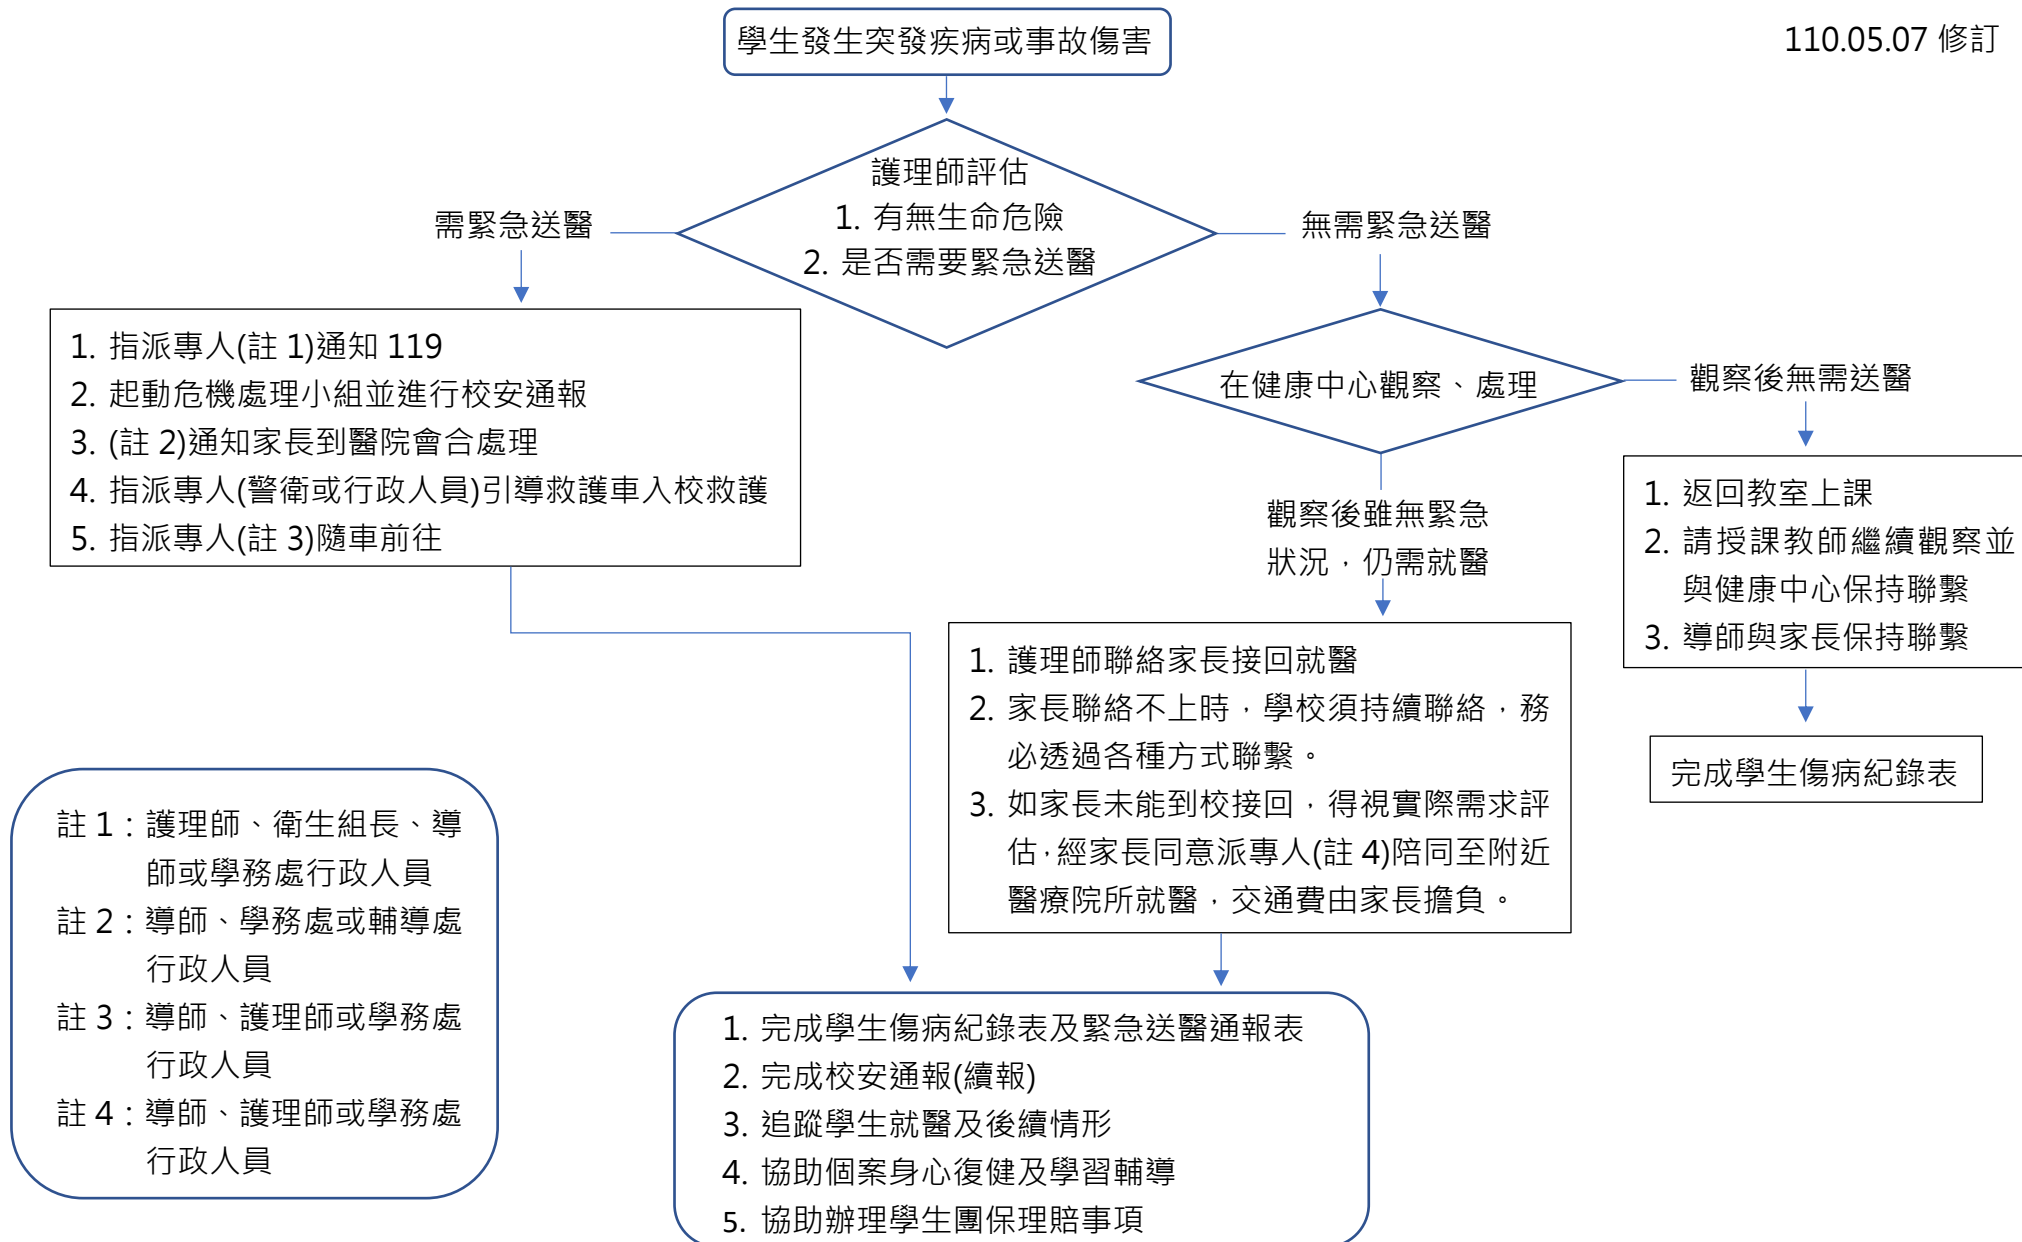 學生發生突發疾病或事故傷害
110.05.07 修訂
護理師評估
1. 有無生命危險
2. 是否需要緊急送醫
需緊急送醫
無需緊急送醫
1. 指派專人(註 1)通知 119
2. 起動危機處理小組並進行校安通報
3. (註 2)通知家長到醫院會合處理
4. 指派專人(警衛或行政人員)引導救護車入校救護
5. 指派專人(註 3)隨車前往
在健康中心觀察、處理
觀察後無需送醫
1. 返回教室上課
2. 請授課教師繼續觀察並
與健康中心保持聯繫
3. 導師與家長保持聯繫
觀察後雖無緊急
狀況，仍需就醫
1. 護理師聯絡家長接回就醫
2. 家長聯絡不上時，學校須持續聯絡，務
必透過各種方式聯繫。
3. 如家長未能到校接回，得視實際需求評
估，經家長同意派專人(註 4)陪同至附近
醫療院所就醫，交通費由家長擔負。
完成學生傷病紀錄表
註 1：護理師、衛生組長、導
師或學務處行政人員
註 2：導師、學務處或輔導處
行政人員
註 3：導師、護理師或學務處
行政人員
註 4：導師、護理師或學務處
行政人員
1. 完成學生傷病紀錄表及緊急送醫通報表
2. 完成校安通報(續報)
3. 追蹤學生就醫及後續情形
4. 協助個案身心復健及學習輔導
5. 協助辦理學生團保理賠事項